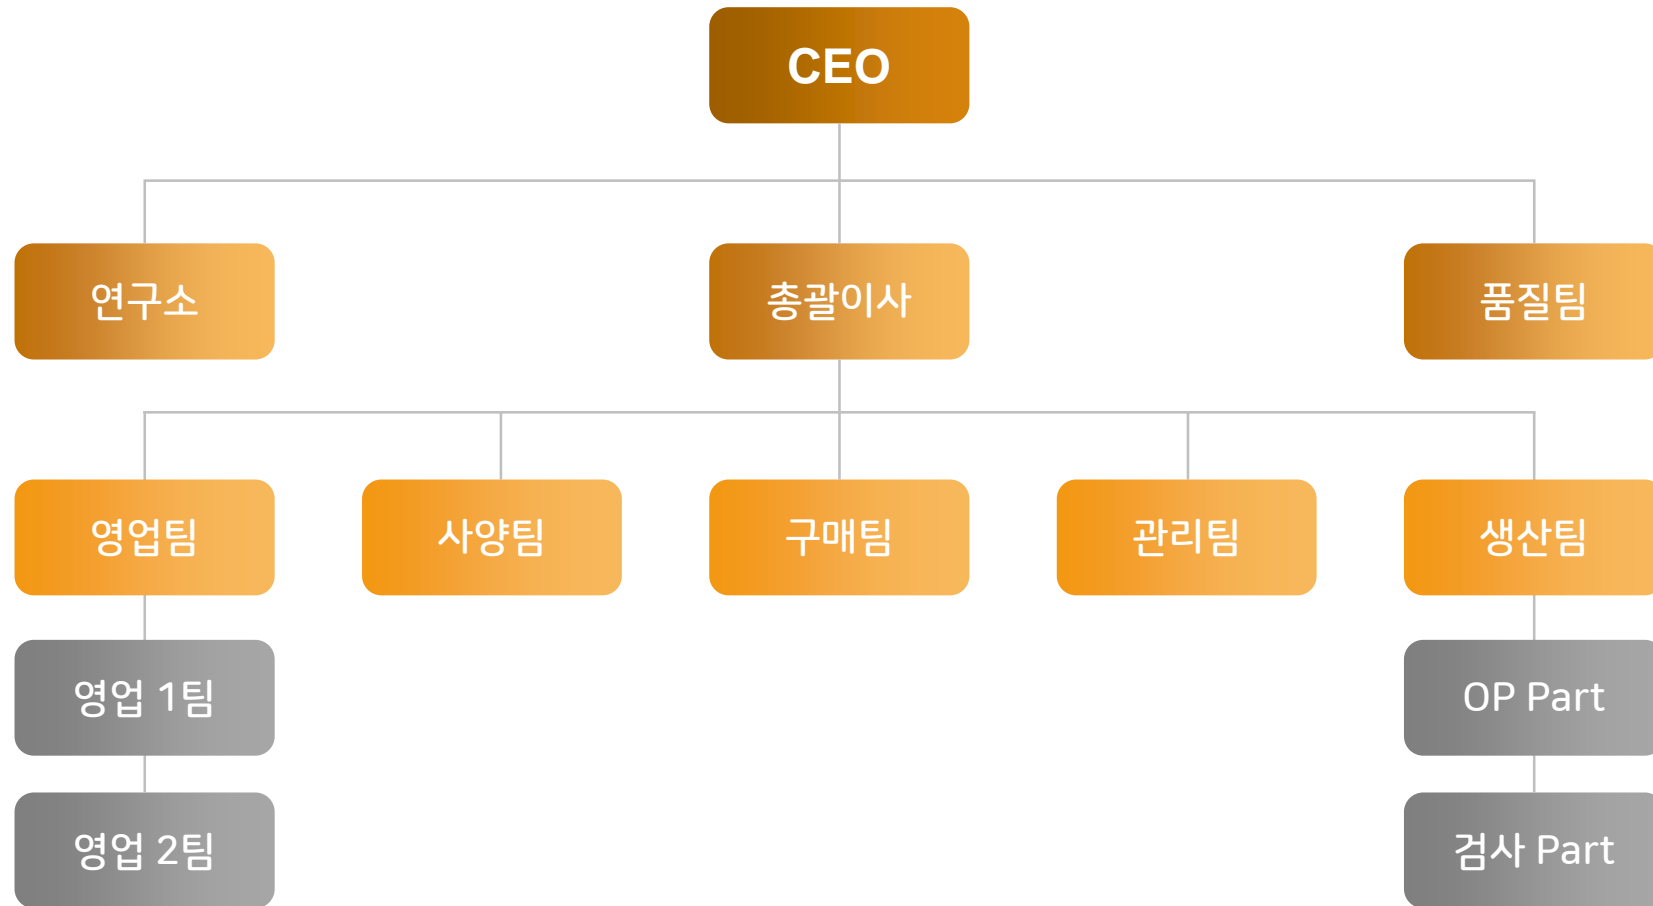 CEO
연구소
총괄이사
품질팀
영업팀
사양팀
구매팀
관리팀
생산팀
영업 1팀
OP Part
영업 2팀
검사 Part